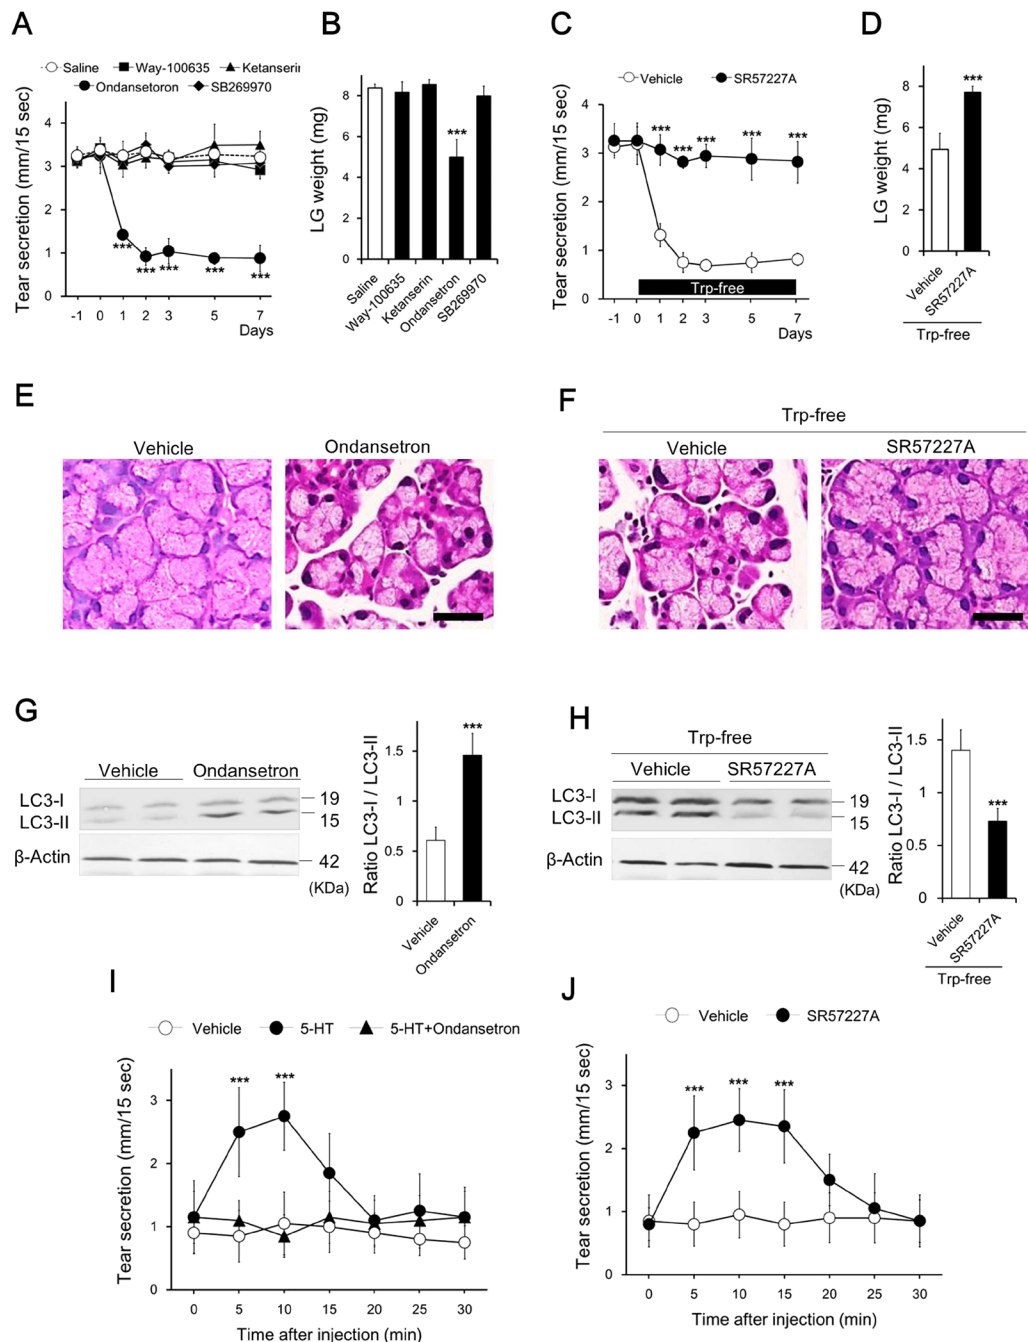 A
Saline Way-100635 Ketanserin
Ondansetoron SB269970
Tear secretion (mm/15 sec)
4
3
2
1
0
***
***
***
***
***
-1 0 1 2 3 5 7
Days
B
LG weight (mg)
8
6
4
2
0
***
Saline
Way-100635
Ketanserin
Ondansetron
SB269970
C
Vehicle SR57227A
Tear secretion (mm/15 sec)
4
3
2
1
0
***
***
***
***
***
Trp-free
-1 0 1 2 3 5 7
Days
D
LG weight (mg)
8
6
4
2
0
***
Vehicle
SR57227A
Trp-free
E
Vehicle Ondansetron
F
Trp-free
Vehicle SR57227A
G
Vehicle Ondansetron
LC3-I
LC3-II
19
15
β-Actin
42
(KDa)
Ratio LC3-I / LC3-II
1.5
1
0.5
0
***
Vehicle
Ondansetron
H
Trp-free
Vehicle SR57227A
LC3-I
LC3-II
19
15
β-Actin
42
(KDa)
Ratio LC3-I / LC3-II
1.5
1
0.5
0
***
Vehicle
SR57227A
Trp-free
I
Vehicle 5-HT 5-HT+Ondansetron
Tear secretion (mm/15 sec)
3
2
1
0
*** ***
0 5 10 15 20 25 30
Time after injection (min)
J
Vehicle SR57227A
Tear secretion (mm/15 sec)
3
2
1
0
*** *** ***
0 5 10 15 20 25 30
Time after injection (min)